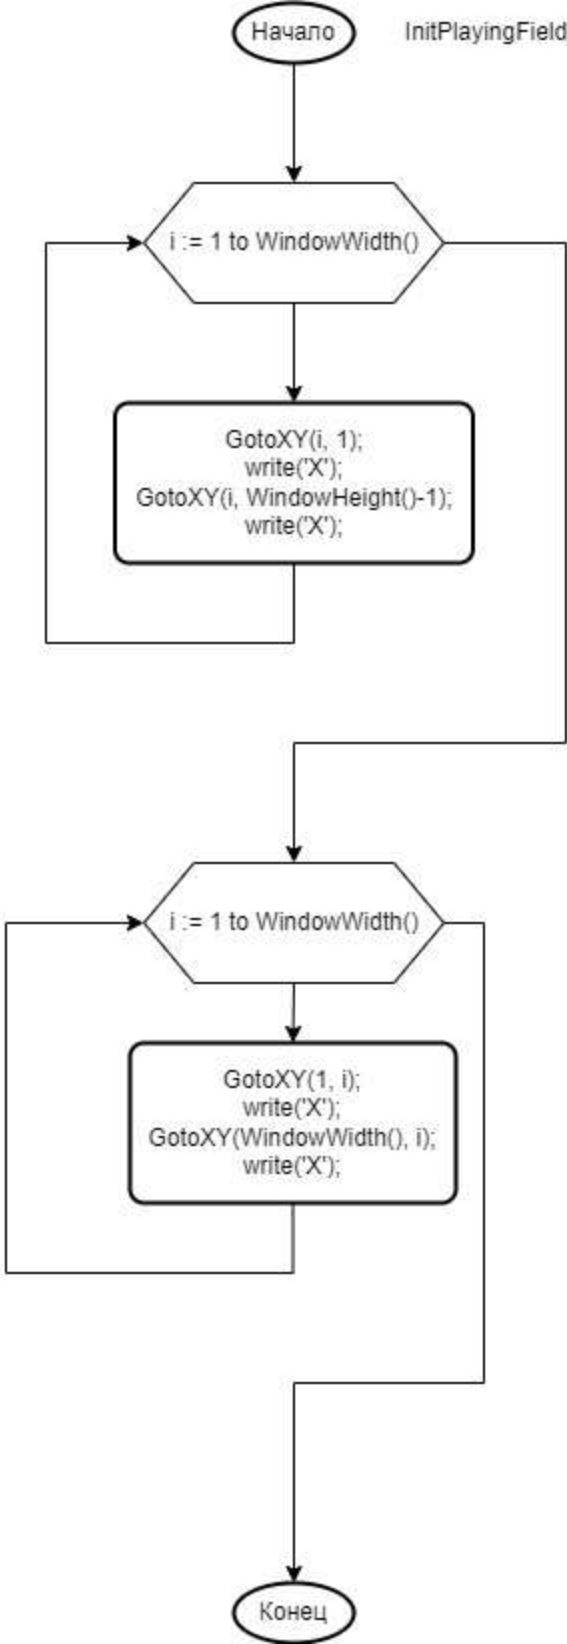 Начало
InitPlayingField
i := 1 to WindowWidth()
GotoXY(i, 1);
write('X');
GotoXY(i, WindowHeight()-1);
write('X');
i := 1 to WindowWidth()
GotoXY(1, i);
write('X');
GotoXY(WindowWidth(), i);
write('X');
Конец